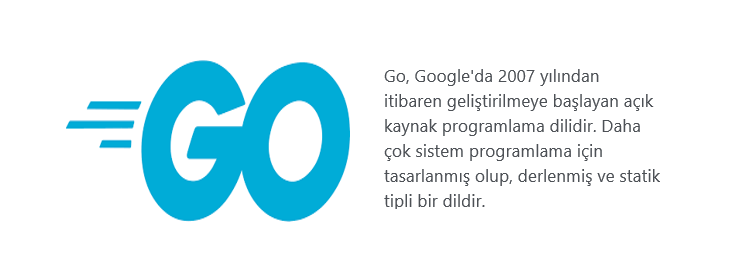 GO
Go, Google'da 2007 yılından
itibaren geliştirilmeye başlayan açık
kaynak programlama dilidir. Daha
çok sistem programlama için
tasarlanmış olup, derlenmiş ve statik
tipli bir dildir.